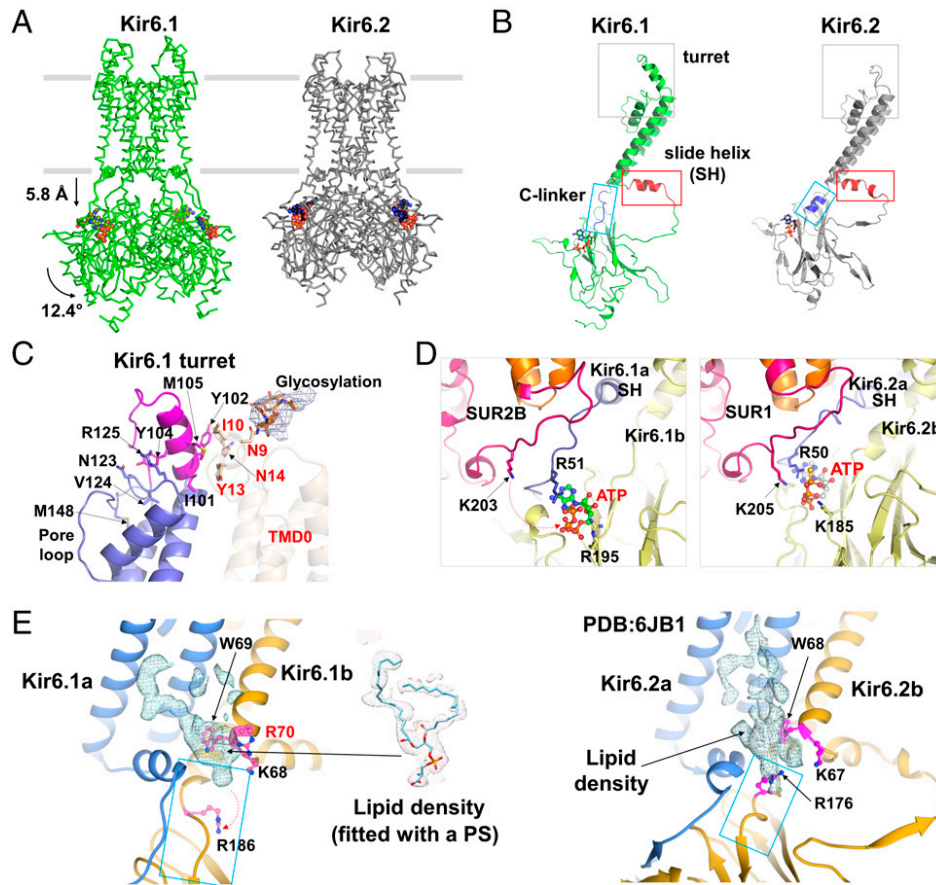 A
Kir6.1
Kir6.2
5.8 Å
12.4°
B
Kir6.1
Kir6.2
turret
slide helix
(SH)
C-linker
C
Kir6.1 turret
M105
Y102
Glycosylation
R125
Y104
I10
N9
N123
V124
N14
I101
Y13
M148
Pore
loop
TMD0
D
Kir6.1a
SH
SUR2B
Kir6.1b
R51
ATP
K203
R195
Kir6.2a
SH
SUR1
Kir6.2b
R50
ATP
K205
K185
E
W69
Kir6.1a
Kir6.1b
R70
K68
R186
Lipid density
(fitted with a PS)
PDB:6JB1
W68
Kir6.2a
Kir6.2b
Lipid
density
K67
R176